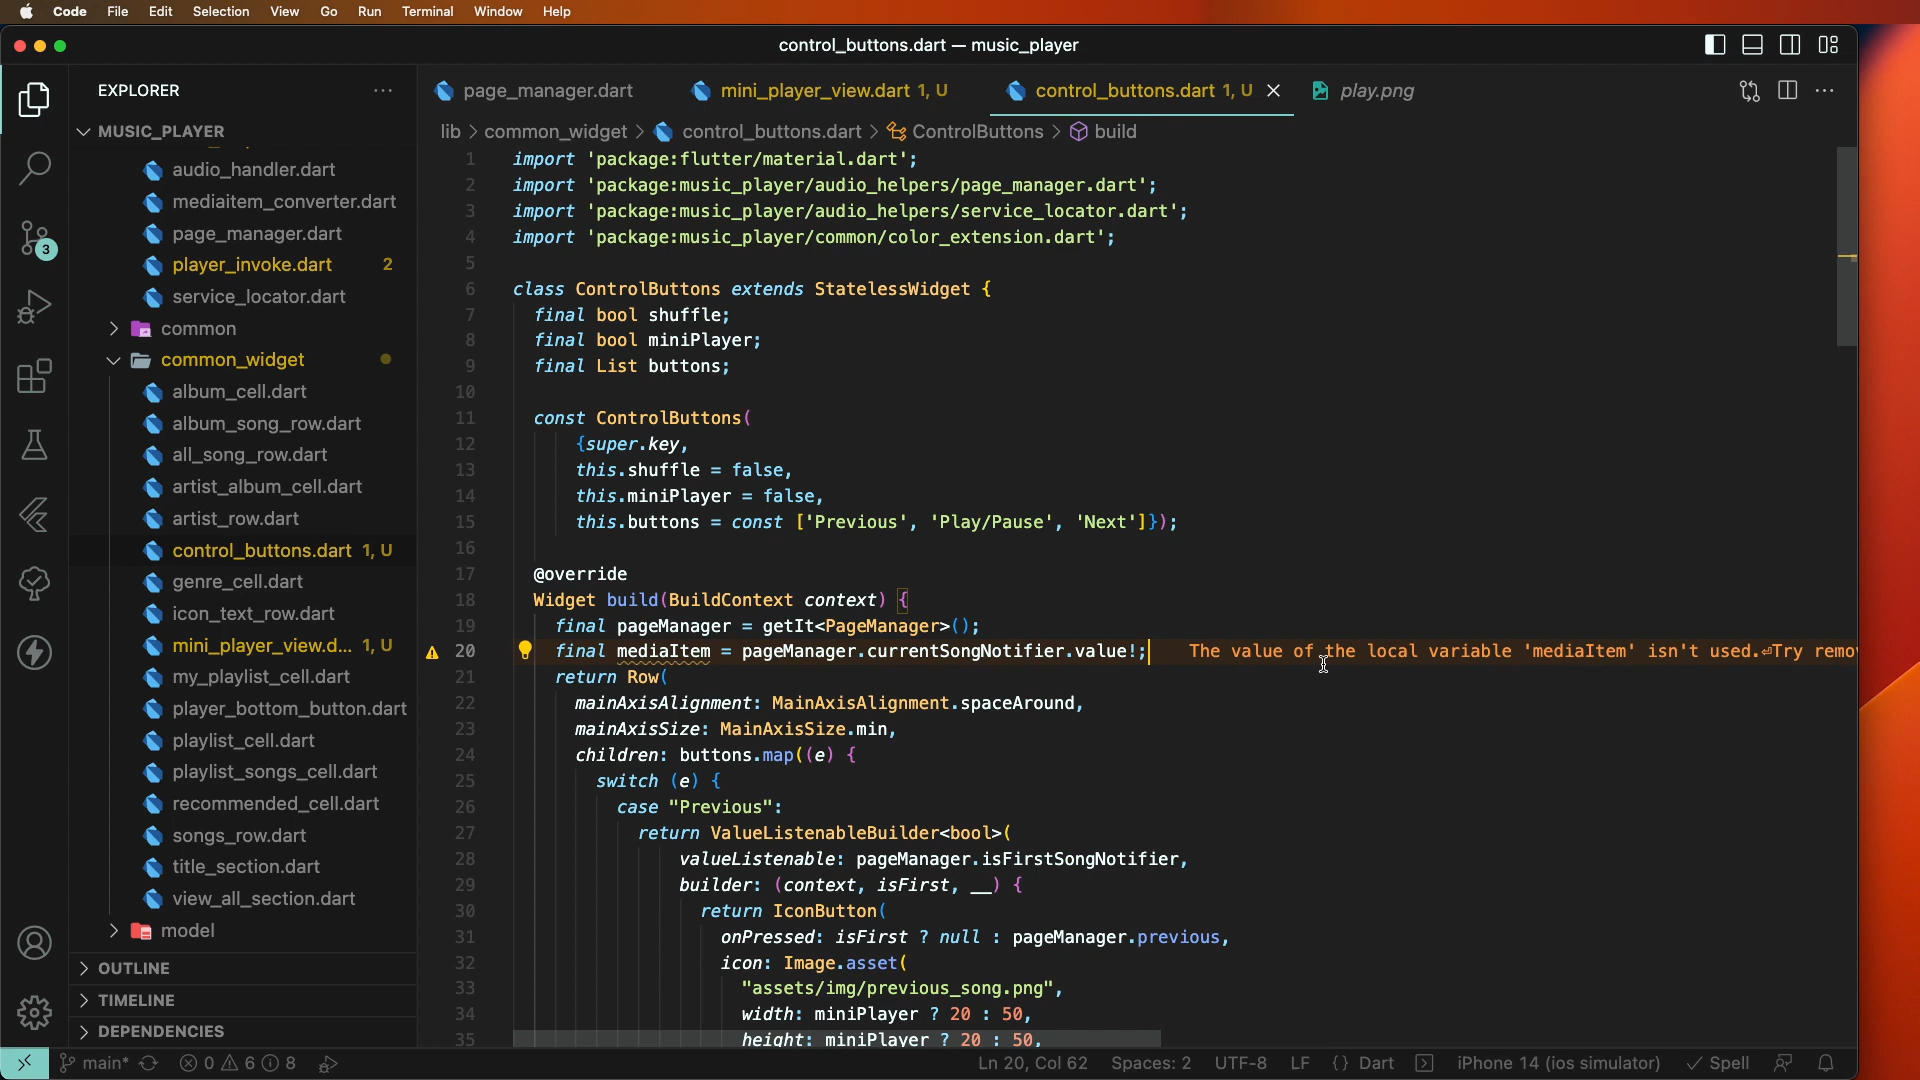 Code File Edit Selection View Go Run Terminal Window Help
control_buttons.dart — music_player
EXPLORER
MUSIC_PLAYER
audio_handler.dart
mediaitem_converter.dart
page_manager.dart
player_invoke.dart 2
service_locator.dart
common
common_widget
album_cell.dart
album_song_row.dart
all_song_row.dart
artist_album_cell.dart
artist_row.dart
control_buttons.dart 1, U
genre_cell.dart
icon_text_row.dart
mini_player_view.d... 1, U
my_playlist_cell.dart
player_bottom_button.dart
playlist_cell.dart
playlist_songs_cell.dart
recommended_cell.dart
songs_row.dart
title_section.dart
view_all_section.dart
model
OUTLINE
TIMELINE
DEPENDENCIES
3
page_manager.dart mini_player_view.dart 1, U control_buttons.dart 1, U play.png
lib > common_widget > control_buttons.dart > ControlButtons > build
1 import 'package:flutter/material.dart';
2 import 'package:music_player/audio_helpers/page_manager.dart';
3 import 'package:music_player/audio_helpers/service_locator.dart';
4 import 'package:music_player/common/color_extension.dart';
5
6 class ControlButtons extends StatelessWidget {
7 final bool shuffle;
8 final bool miniPlayer;
9 final List buttons;
10
11 const ControlButtons(
12 {super.key,
13 this.shuffle = false,
14 this.miniPlayer = false,
15 this.buttons = const ['Previous', 'Play/Pause', 'Next']});
16
17 @override
18 Widget build(BuildContext context) {
19 final pageManager = getIt<PageManager>();
20 final mediaItem = pageManager.currentSongNotifier.value!; The value of the local variable 'mediaItem' isn't used.⏎Try remov
21 return Row(
22 mainAxisAlignment: MainAxisAlignment.spaceAround,
23 mainAxisSize: MainAxisSize.min,
24 children: buttons.map((e) {
25 switch (e) {
26 case "Previous":
27 return ValueListenableBuilder<bool>(
28 valueListenable: pageManager.isFirstSongNotifier,
29 builder: (context, isFirst, __) {
30 return IconButton(
31 onPressed: isFirst ? null : pageManager.previous,
32 icon: Image.asset(
33 "assets/img/previous_song.png",
34 width: miniPlayer ? 20 : 50,
35 height: miniPlayer ? 20 : 50,
main* 0 6 8 Ln 20, Col 62 Spaces: 2 UTF-8 LF {} Dart iPhone 14 (ios simulator) Spell